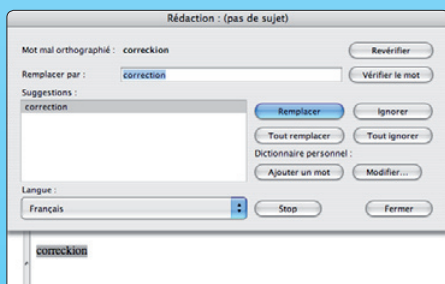 Rédaction : (pas de sujet)
Mot mal orthographié : correckion
Revérifier
Remplacer par : correction
Vérifier le mot
Suggestions :
correction
Remplacer Ignorer
Tout remplacer Tout ignorer
Dictionnaire personnel :
Ajouter un mot Modifier...
Langue :
Français
Stop Fermer
correckion